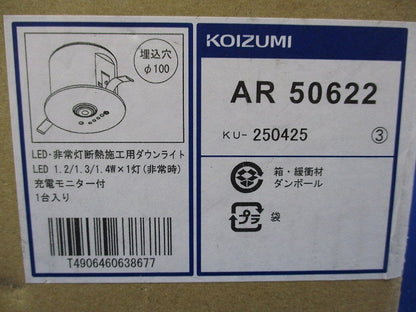 埋込穴
φ100
LED・非常灯断熱施工用ダウンライト
LED 1.2/1.3/1.4W×1灯(非常時)
充電モニター付
1台入り
T4906460638677
KOIZUMI
AR 50622
KU- 250425 ③
箱・緩衝材
ダンボール
プラ 袋